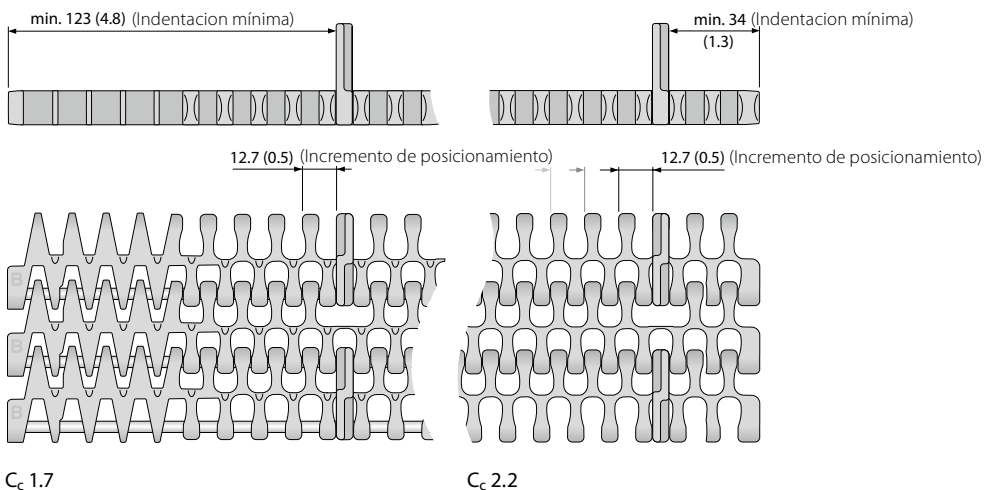 min. 123 (4.8) (Indentacion mínima)
min. 34 (Indentacion mínima)
(1.3)
12.7 (0.5) (Incremento de posicionamiento)
12.7 (0.5) (Incremento de posicionamiento)
B
B
B
Cc 1.7
Cc 2.2